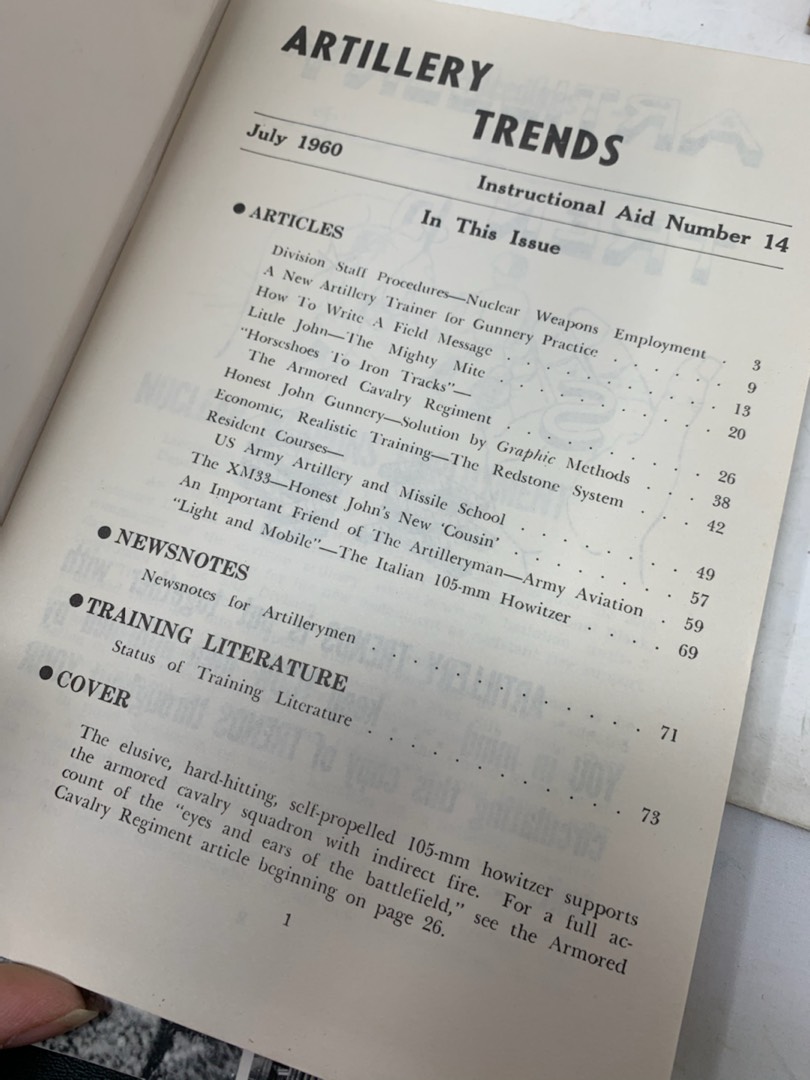 ARTILLERY
TRENDS
July 1960
Instructional Aid Number 14
In This Issue
● ARTICLES
Division Staff Procedures—Nuclear Weapons Employment . 3
A New Artillery Trainer for Gunnery Practice . . . . . . 9
How To Write A Field Message . . . . . . . . . . 13
Little John—The Mighty Mite . . . . . . . . . . 20
"Horseshoes To Iron Tracks"—
The Armored Cavalry Regiment . . . . . . . . . 26
Honest John Gunnery—Solution by Graphic Methods . . . 38
Economic, Realistic Training—The Redstone System . . . . 42
Resident Courses—
US Army Artillery and Missile School . . . . . . . . 49
The XM33—Honest John's New 'Cousin' . . . . . . . . 57
An Important Friend of The Artilleryman—Army Aviation . 59
"Light and Mobile"—The Italian 105-mm Howitzer . . . . 69
● NEWSNOTES
Newsnotes for Artillerymen . . . . . . . . . . . . 71
● TRAINING LITERATURE
Status of Training Literature . . . . . . . . . . . . 73
● COVER
The elusive, hard-hitting, self-propelled 105-mm howitzer supports
the armored cavalry squadron with indirect fire. For a full ac-
count of the "eyes and ears of the battlefield," see the Armored
Cavalry Regiment article beginning on page 26.
1